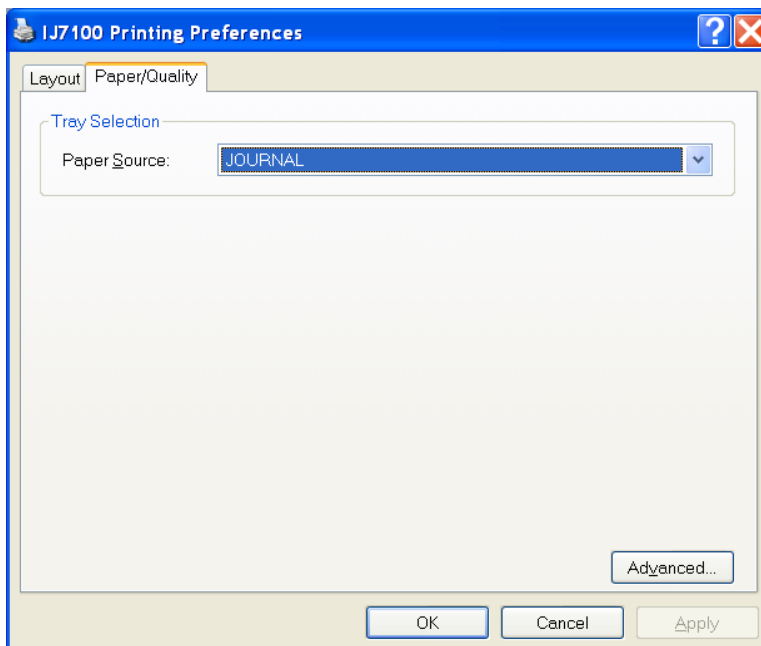 IJ7100 Printing Preferences
Layout Paper/Quality
Tray Selection
Paper Source: JOURNAL
Advanced...
OK Cancel Apply